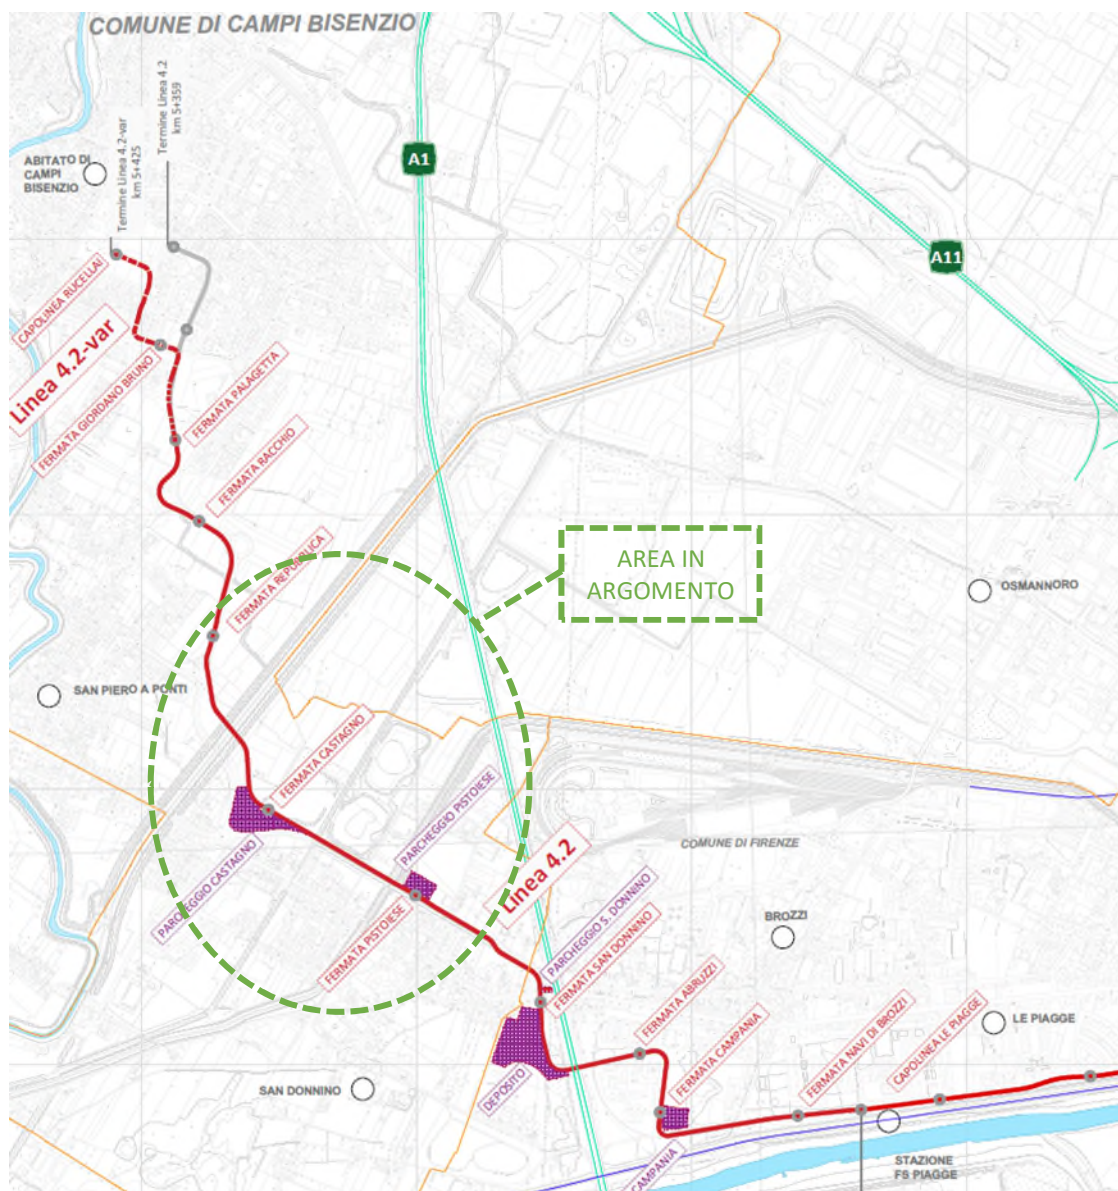 COMUNE DI CAMPI BISENZIO
Termine Linea 4.2
km 5+359
Termine Linea 4.2-var
km 5+425
ABITATO DI
CAMPI
BISENZIO
A1
A11
CAPOLINEA RUCELLAI
Linea 4.2-var
FERMATA GIORDANO BRUNO
FERMATA PALAGETTA
FERMATA RACCHIO
FERMATA REPUBBLICA
AREA IN
ARGOMENTO
OSMANNORO
SAN PIERO A PONTI
FERMATA CASTAGNO
PARCHEGGIO CASTAGNO
PARCHEGGIO PISTOIESE
FERMATA PISTOIESE
Linea 4.2
COMUNE DI FIRENZE
PARCHEGGIO S. DONNINO
FERMATA SAN DONNINO
BROZZI
FERMATA ABRUZZI
FERMATA CAMPANIA
FERMATA NAVI DI BROZZI
CAPOLINEA LE PIAGGE
LE PIAGGE
SAN DONNINO
DEPOSITO
CAMPANIA
STAZIONE
FS PIAGGE